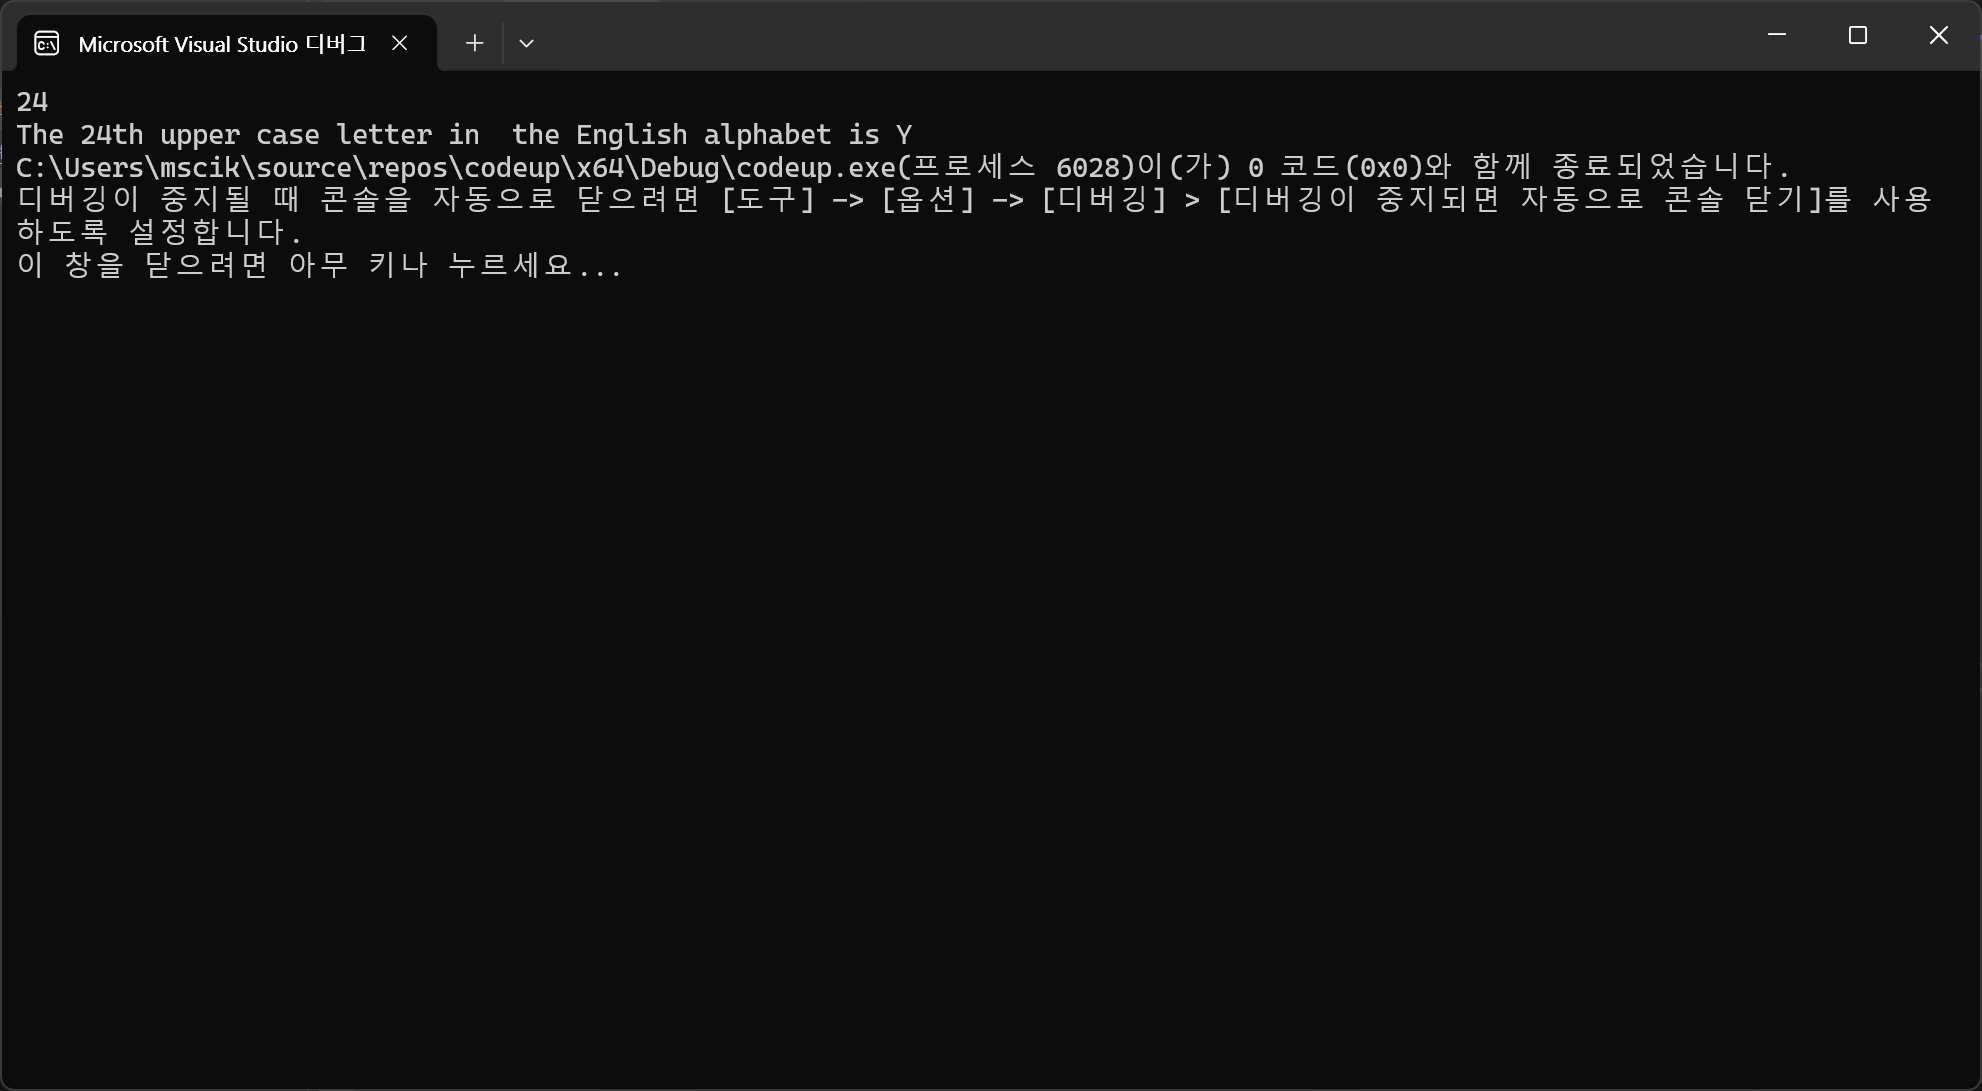 Microsoft Visual Studio 디버그
24
The 24th upper case letter in  the English alphabet is Y
C:\Users\mscik\source\repos\codeup\x64\Debug\codeup.exe(프로세스 6028)이(가) 0 코드(0x0)와 함께 종료되었습니다.
디버깅이 중지될 때 콘솔을 자동으로 닫으려면 [도구] -> [옵션] -> [디버깅] > [디버깅이 중지되면 자동으로 콘솔 닫기]를 사용
하도록 설정합니다.
이 창을 닫으려면 아무 키나 누르세요...